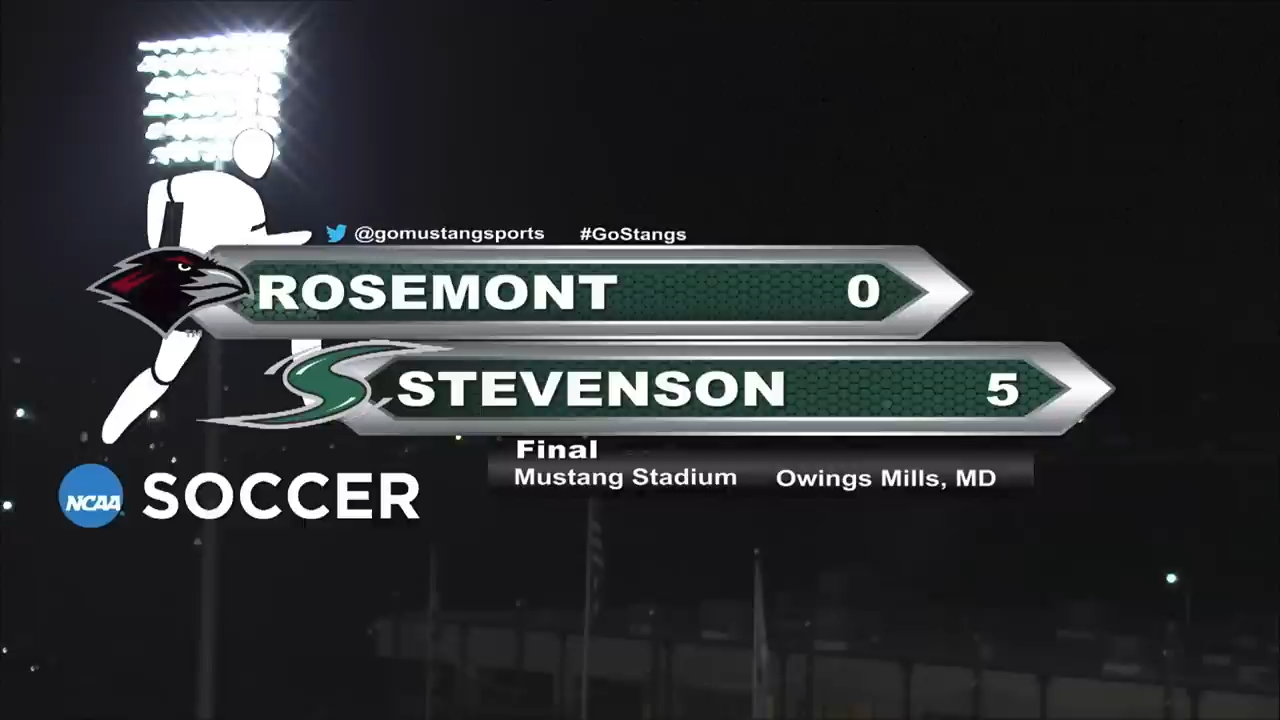 @gomustangsports #GoStangs
ROSEMONT 0
STEVENSON 5
Final
Mustang Stadium Owings Mills, MD
NCAA SOCCER